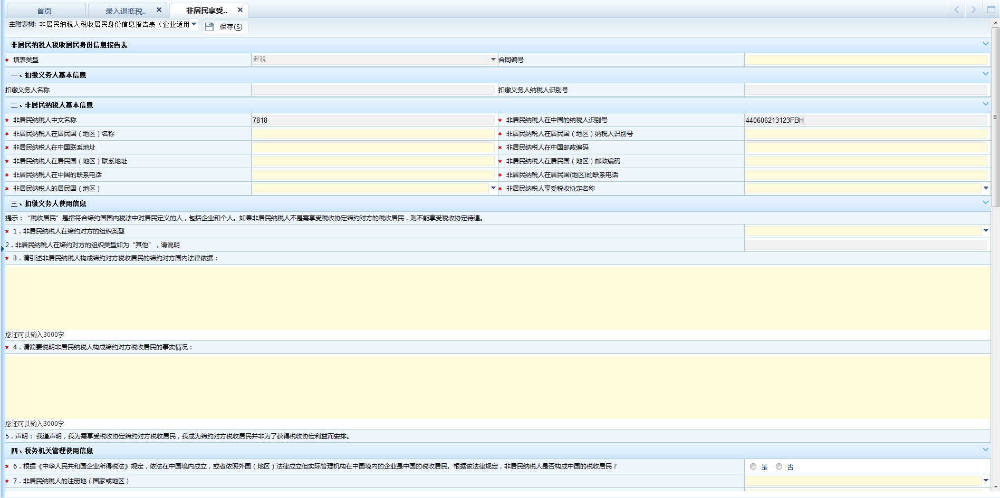 首页 录入退抵税.. 非居民享受..
主附表树: 非居民纳税人税收居民身份信息报告表（企业适用 保存(S)
非居民纳税人税收居民身份信息报告表
* 填表类型 退税 合同编号
一、扣缴义务人基本信息
扣缴义务人名称 扣缴义务人纳税人识别号
二、非居民纳税人基本信息
* 非居民纳税人中文名称 7818 * 非居民纳税人在中国的纳税人识别号 440606213123FBH
* 非居民纳税人在居民国（地区）名称 * 非居民纳税人在居民国（地区）纳税人识别号
* 非居民纳税人在中国联系地址 * 非居民纳税人在中国邮政编码
* 非居民纳税人在居民国（地区）联系地址 * 非居民纳税人在居民国（地区）邮政编码
* 非居民纳税人在中国的联系电话 * 非居民纳税人在居民国(地区)的联系电话
* 非居民纳税人的居民国（地区） * 非居民纳税人享受税收协定名称
三、扣缴义务人使用信息
提示：“税收居民”是指符合缔约国国内税法中对居民定义的人，包括企业和个人。如果非居民纳税人不是需享受税收协定缔约对方的税收居民，则不能享受税收协定待遇。
* 1．非居民纳税人在缔约对方的组织类型
2．非居民纳税人在缔约对方的组织类型如为“其他”，请说明
* 3．请引述非居民纳税人构成缔约对方税收居民的缔约对方国内法律依据：
您还可以输入3000字
* 4．请简要说明非居民纳税人构成缔约对方税收居民的事实情况：
您还可以输入3000字
5．声明： 我谨声明，我为需享受税收协定缔约对方税收居民，我成为缔约对方税收居民并非为了获得税收协定利益而安排。
四、税务机关管理使用信息
* 6．根据《中华人民共和国企业所得税法》规定，依法在中国境内成立，或者依照外国（地区）法律成立但实际管理机构在中国境内的企业是中国的税收居民。根据该法律规定，非居民纳税人是否构成中国的税收居民？ 是 否
* 7．非居民纳税人的注册地（国家或地区）